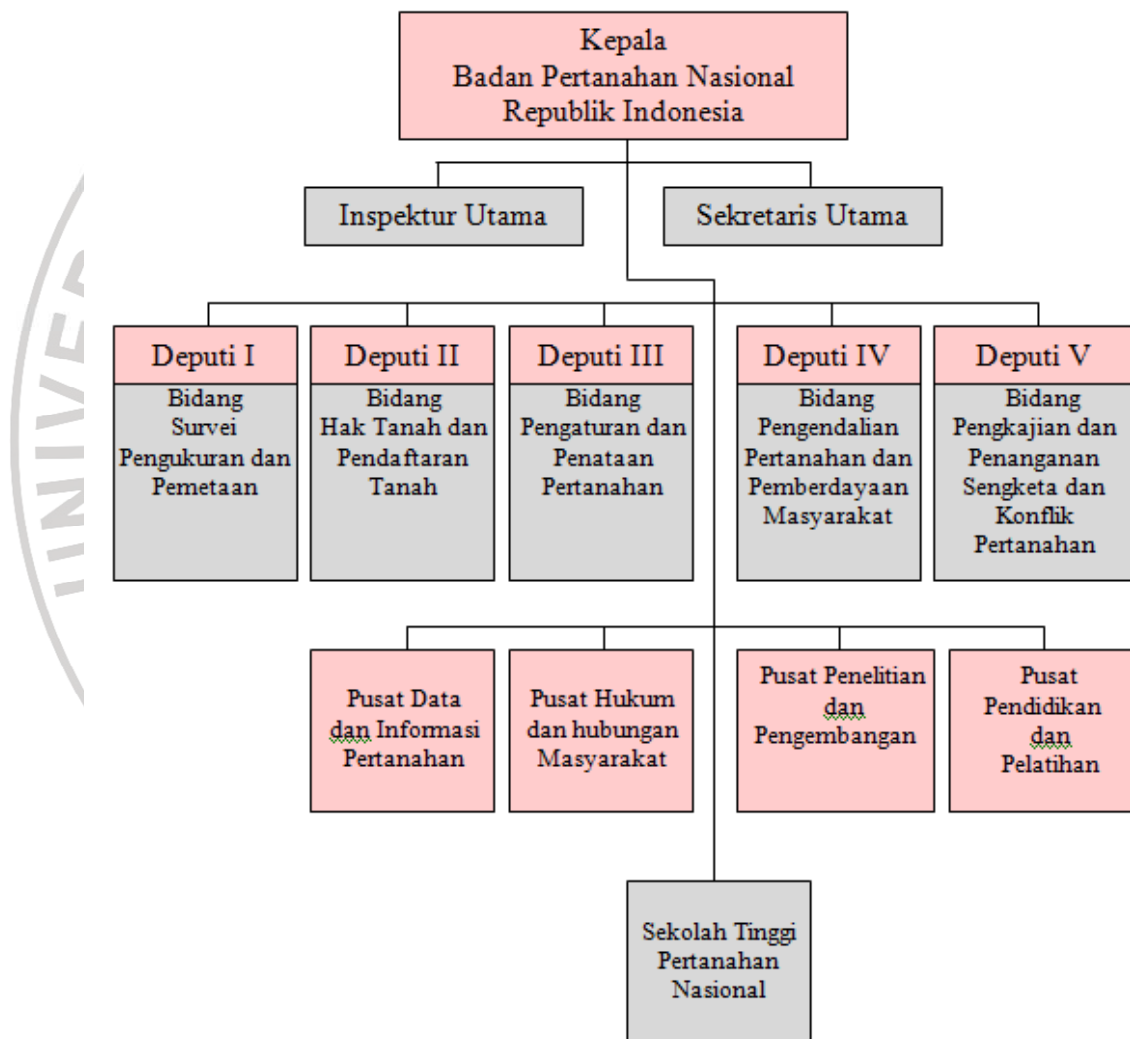 Kepala
Badan Pertanahan Nasional
Republik Indonesia
Inspektur Utama
Sekretaris Utama
Deputi I
Bidang
Survei
Pengukuran dan
Pemetaan
Deputi II
Bidang
Hak Tanah dan
Pendaftaran
Tanah
Deputi III
Bidang
Pengaturan dan
Penataan
Pertanahan
Deputi IV
Bidang
Pengendalian
Pertanahan dan
Pemberdayaan
Masyarakat
Deputi V
Bidang
Pengkajian dan
Penanganan
Sengketa dan
Konflik
Pertanahan
Pusat Data
dan Informasi
Pertanahan
Pusat Hukum
dan hubungan
Masyarakat
Pusat Penelitian
dan
Pengembangan
Pusat
Pendidikan
dan
Pelatihan
Sekolah Tinggi
Pertanahan
Nasional